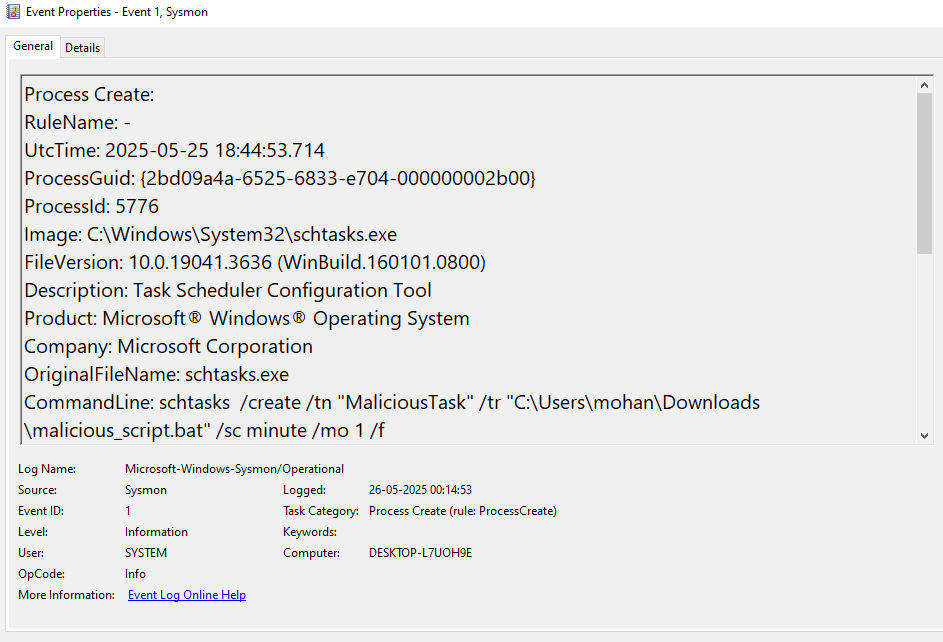 Event Properties - Event 1, Sysmon
General Details
Process Create:
RuleName: -
UtcTime: 2025-05-25 18:44:53.714
ProcessGuid: {2bd09a4a-6525-6833-e704-000000002b00}
ProcessId: 5776
Image: C:\Windows\System32\schtasks.exe
FileVersion: 10.0.19041.3636 (WinBuild.160101.0800)
Description: Task Scheduler Configuration Tool
Product: Microsoft® Windows® Operating System
Company: Microsoft Corporation
OriginalFileName: schtasks.exe
CommandLine: schtasks  /create /tn "MaliciousTask" /tr "C:\Users\mohan\Downloads
\malicious_script.bat" /sc minute /mo 1 /f
Log Name: Microsoft-Windows-Sysmon/Operational
Source: Sysmon Logged: 26-05-2025 00:14:53
Event ID: 1 Task Category: Process Create (rule: ProcessCreate)
Level: Information Keywords:
User: SYSTEM Computer: DESKTOP-L7UOH9E
OpCode: Info
More Information: Event Log Online Help